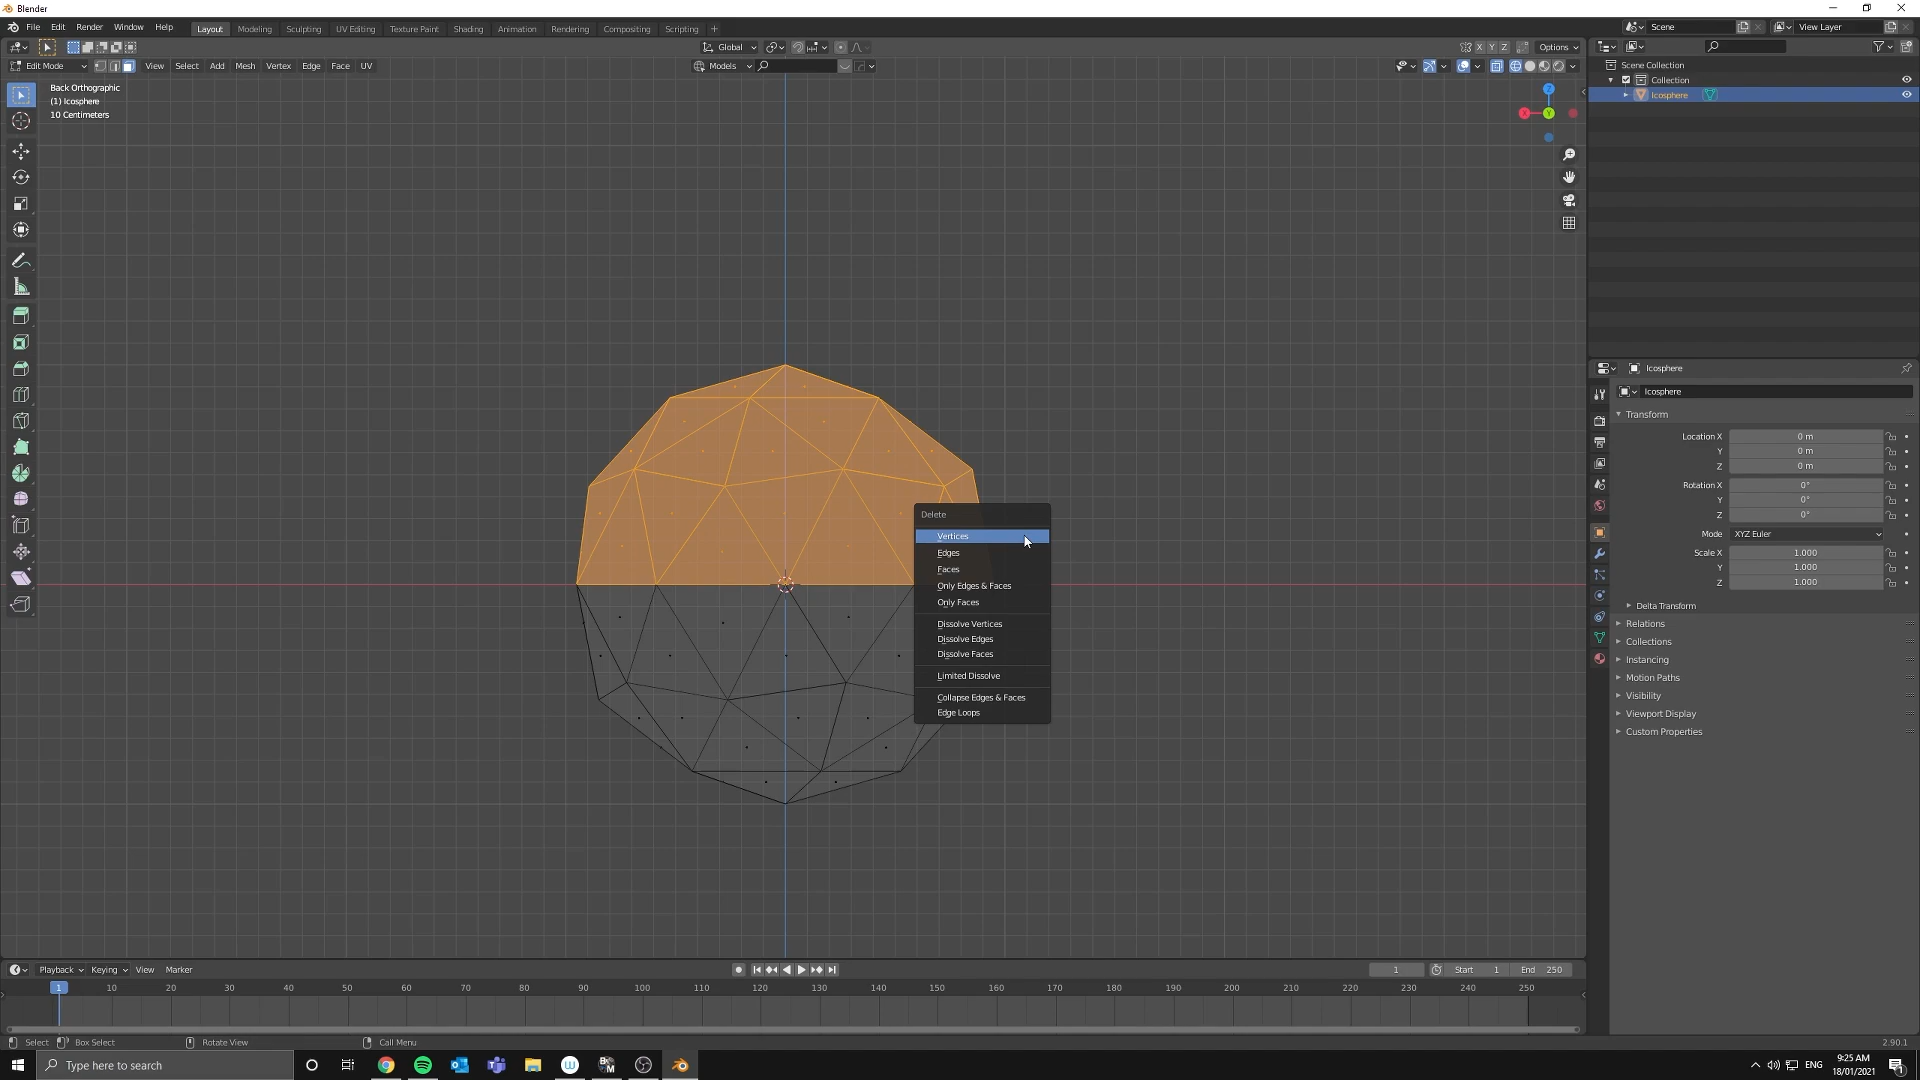 Blender
File Edit Render Window Help
Layout Modeling Sculpting UV Editing Texture Paint Shading Animation Rendering Compositing Scripting +
Scene
View Layer
Global
X Y Z
Options
Edit Mode
View Select Add Mesh Vertex Edge Face UV
Models
Back Orthographic
(1) Icosphere
10 Centimeters
Z
X
Y
Scene Collection
Collection
Icosphere
Delete
Vertices
Edges
Faces
Only Edges & Faces
Only Faces
Dissolve Vertices
Dissolve Edges
Dissolve Faces
Limited Dissolve
Collapse Edges & Faces
Edge Loops
Icosphere
Icosphere
Transform
Location X 0 m
Y 0 m
Z 0 m
Rotation X 0°
Y 0°
Z 0°
Mode XYZ Euler
Scale X 1.000
Y 1.000
Z 1.000
Delta Transform
Relations
Collections
Instancing
Motion Paths
Visibility
Viewport Display
Custom Properties
Playback Keying View Marker
1 Start 1 End 250
1 10 20 30 40 50 60 70 80 90 100 110 120 130 140 150 160 170 180 190 200 210 220 230 240 250
Select Box Select Rotate View Call Menu
2.90.1
Type here to search
ENG
9:25 AM
18/01/2021